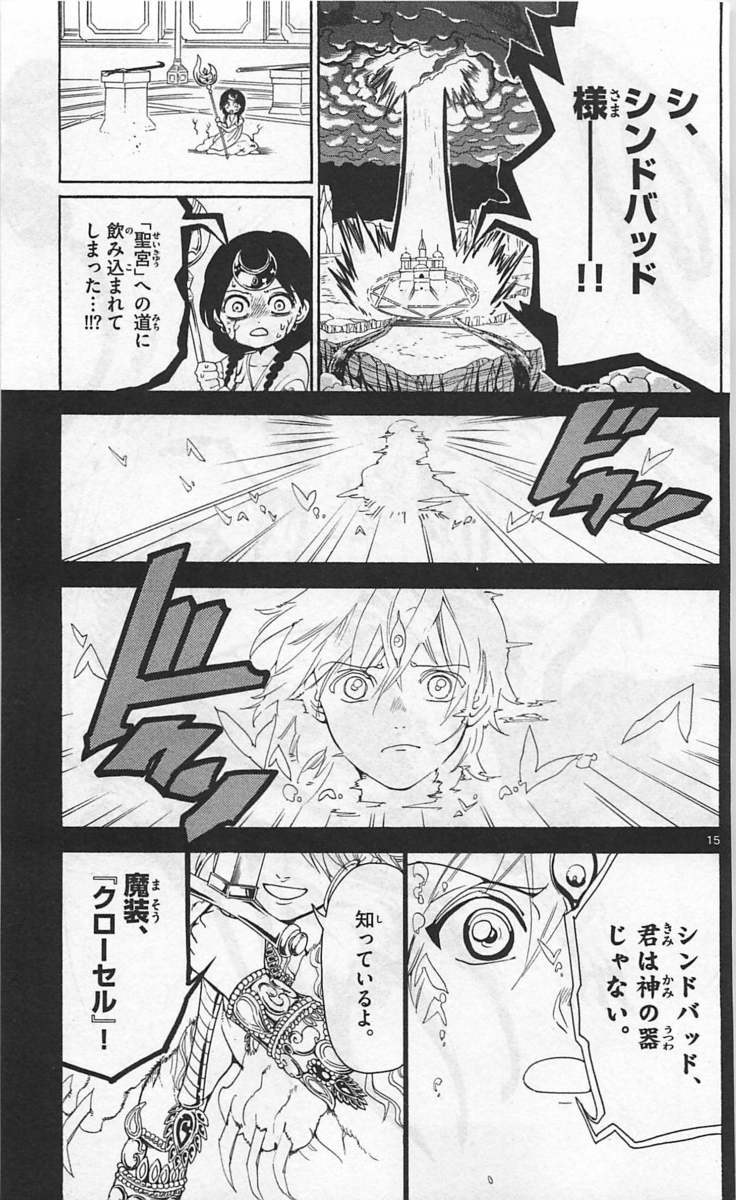 シ、
シンドバッド
様――!!
「聖宮」への道に
飲み込まれて
しまった…!!?
ドゥン
ドゥン
15
シンドバッド、
君は神の器
じゃない。
知っているよ。
魔装、
『クローセル』！